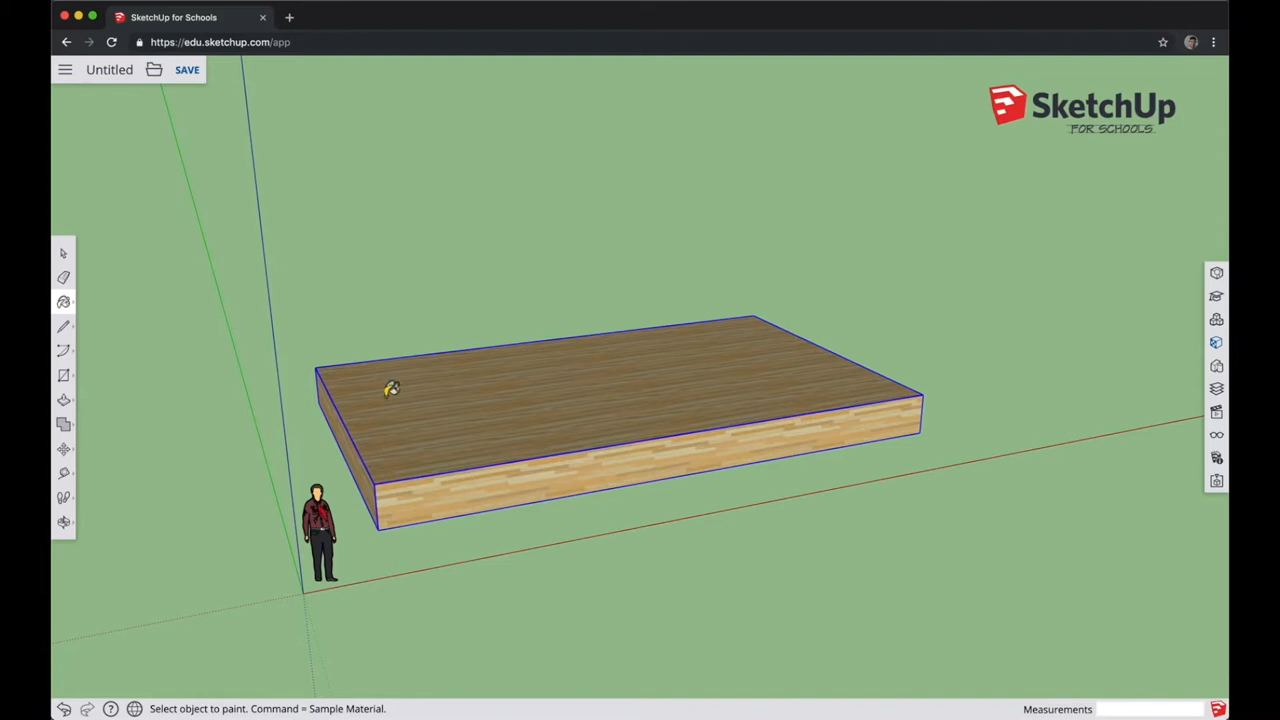 SketchUp for Schools
https://edu.sketchup.com/app
Untitled
SAVE
SketchUp
FOR SCHOOLS
Select object to paint. Command = Sample Material.
Measurements